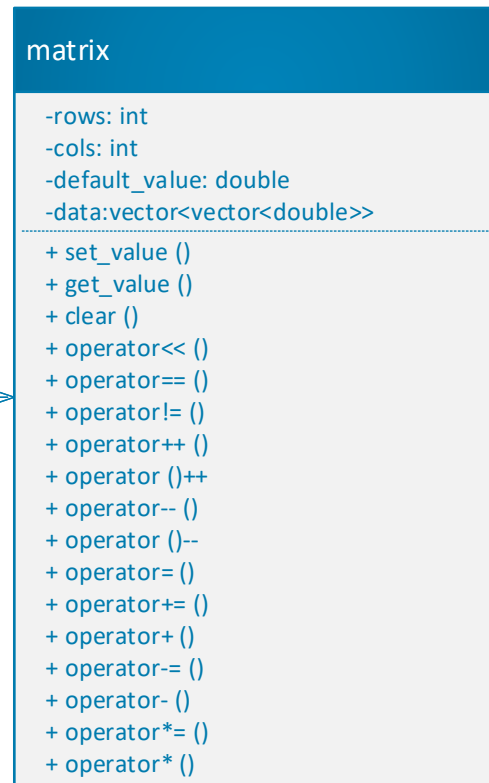 matrix
-rows: int
-cols: int
-default_value: double
-data:vector<vector<double>>
+ set_value ()
+ get_value ()
+ clear ()
+ operator<< ()
+ operator== ()
+ operator!= ()
+ operator++ ()
+ operator ()++
+ operator-- ()
+ operator ()--
+ operator= ()
+ operator+= ()
+ operator+ ()
+ operator-= ()
+ operator- ()
+ operator*= ()
+ operator* ()